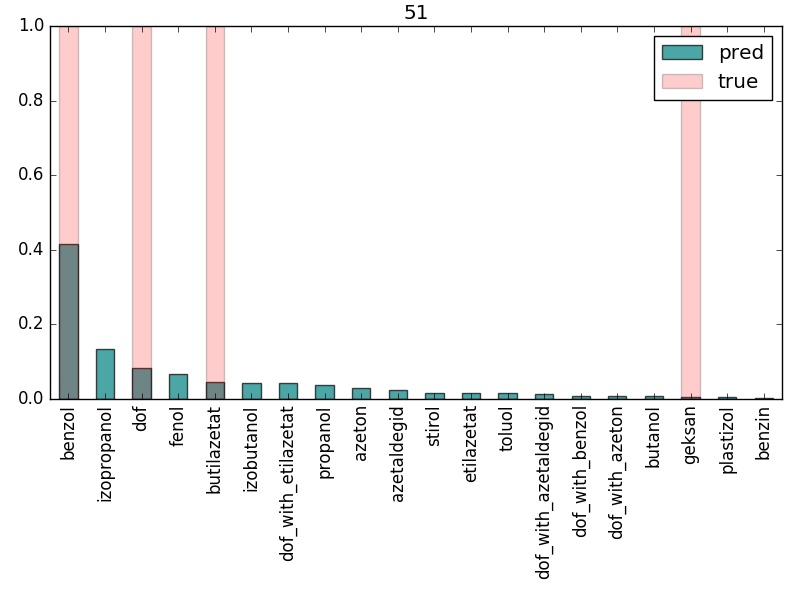 51
1.0
0.8
0.6
0.4
0.2
0.0
pred
true
benzol
izopropanol
dof
fenol
butilazetat
izobutanol
dof_with_etilazetat
propanol
azeton
azetaldegid
stirol
etilazetat
toluol
dof_with_azetaldegid
dof_with_benzol
dof_with_azeton
butanol
geksan
plastizol
benzin